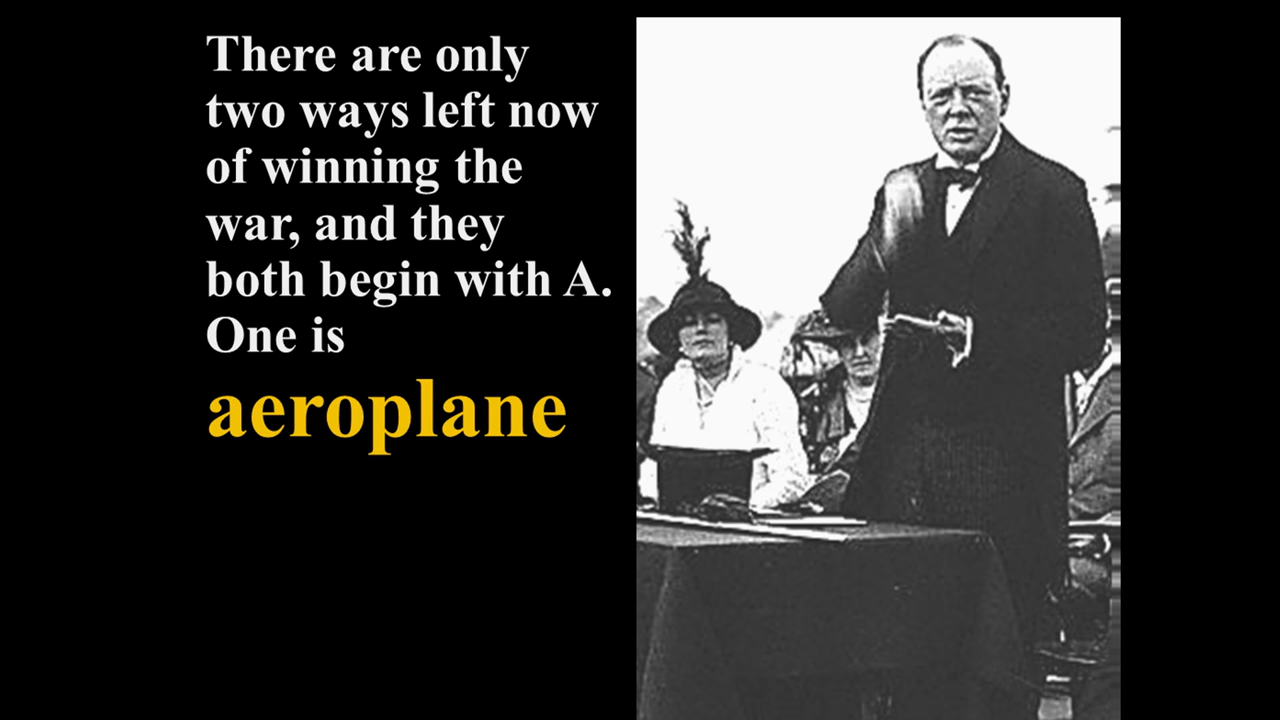 There are only
two ways left now
of winning the
war, and they
both begin with A.
One is
aeroplane